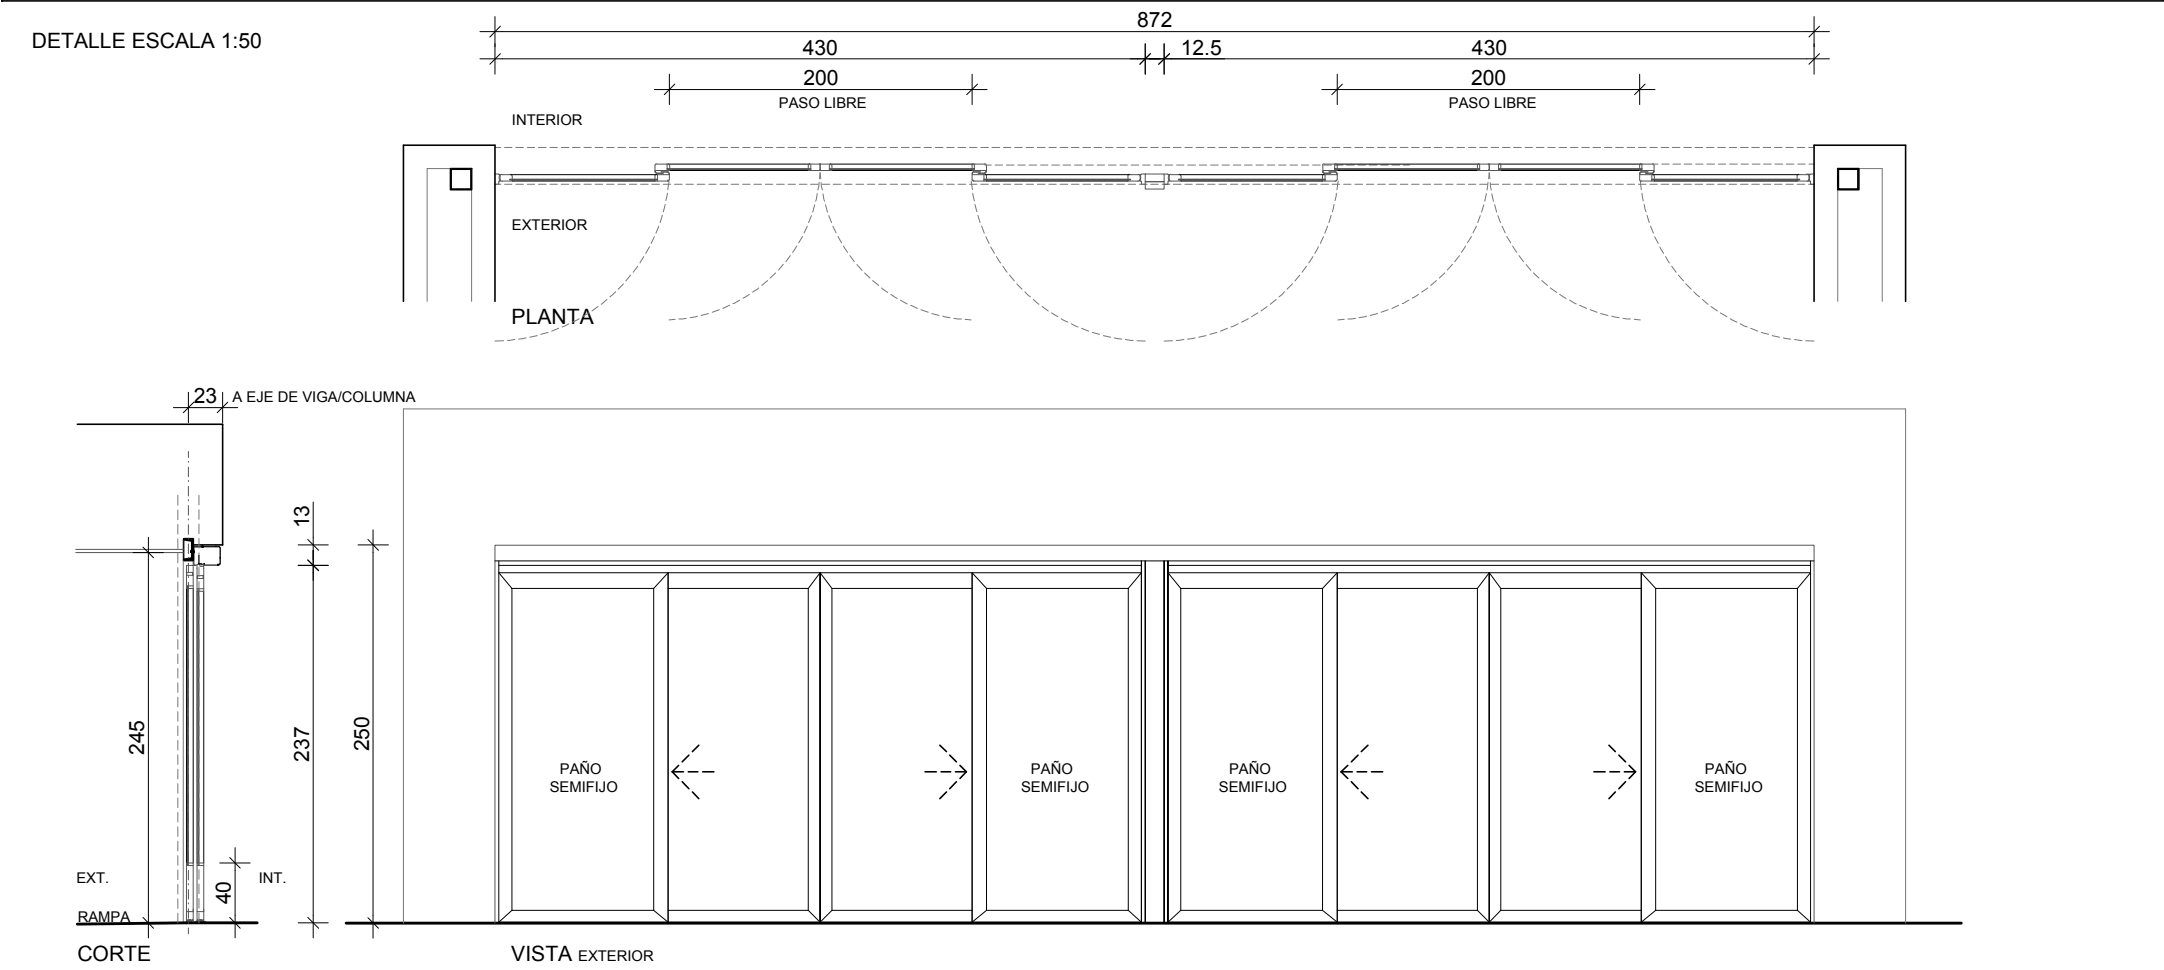 DETALLE ESCALA 1:50
872
430
12.5
430
200
200
PASO LIBRE
PASO LIBRE
INTERIOR
EXTERIOR
PLANTA
23
A EJE DE VIGA/COLUMNA
13
245
237
250
40
EXT.
INT.
RAMPA
CORTE
PAÑO
SEMIFIJO
PAÑO
SEMIFIJO
PAÑO
SEMIFIJO
PAÑO
SEMIFIJO
VISTA EXTERIOR